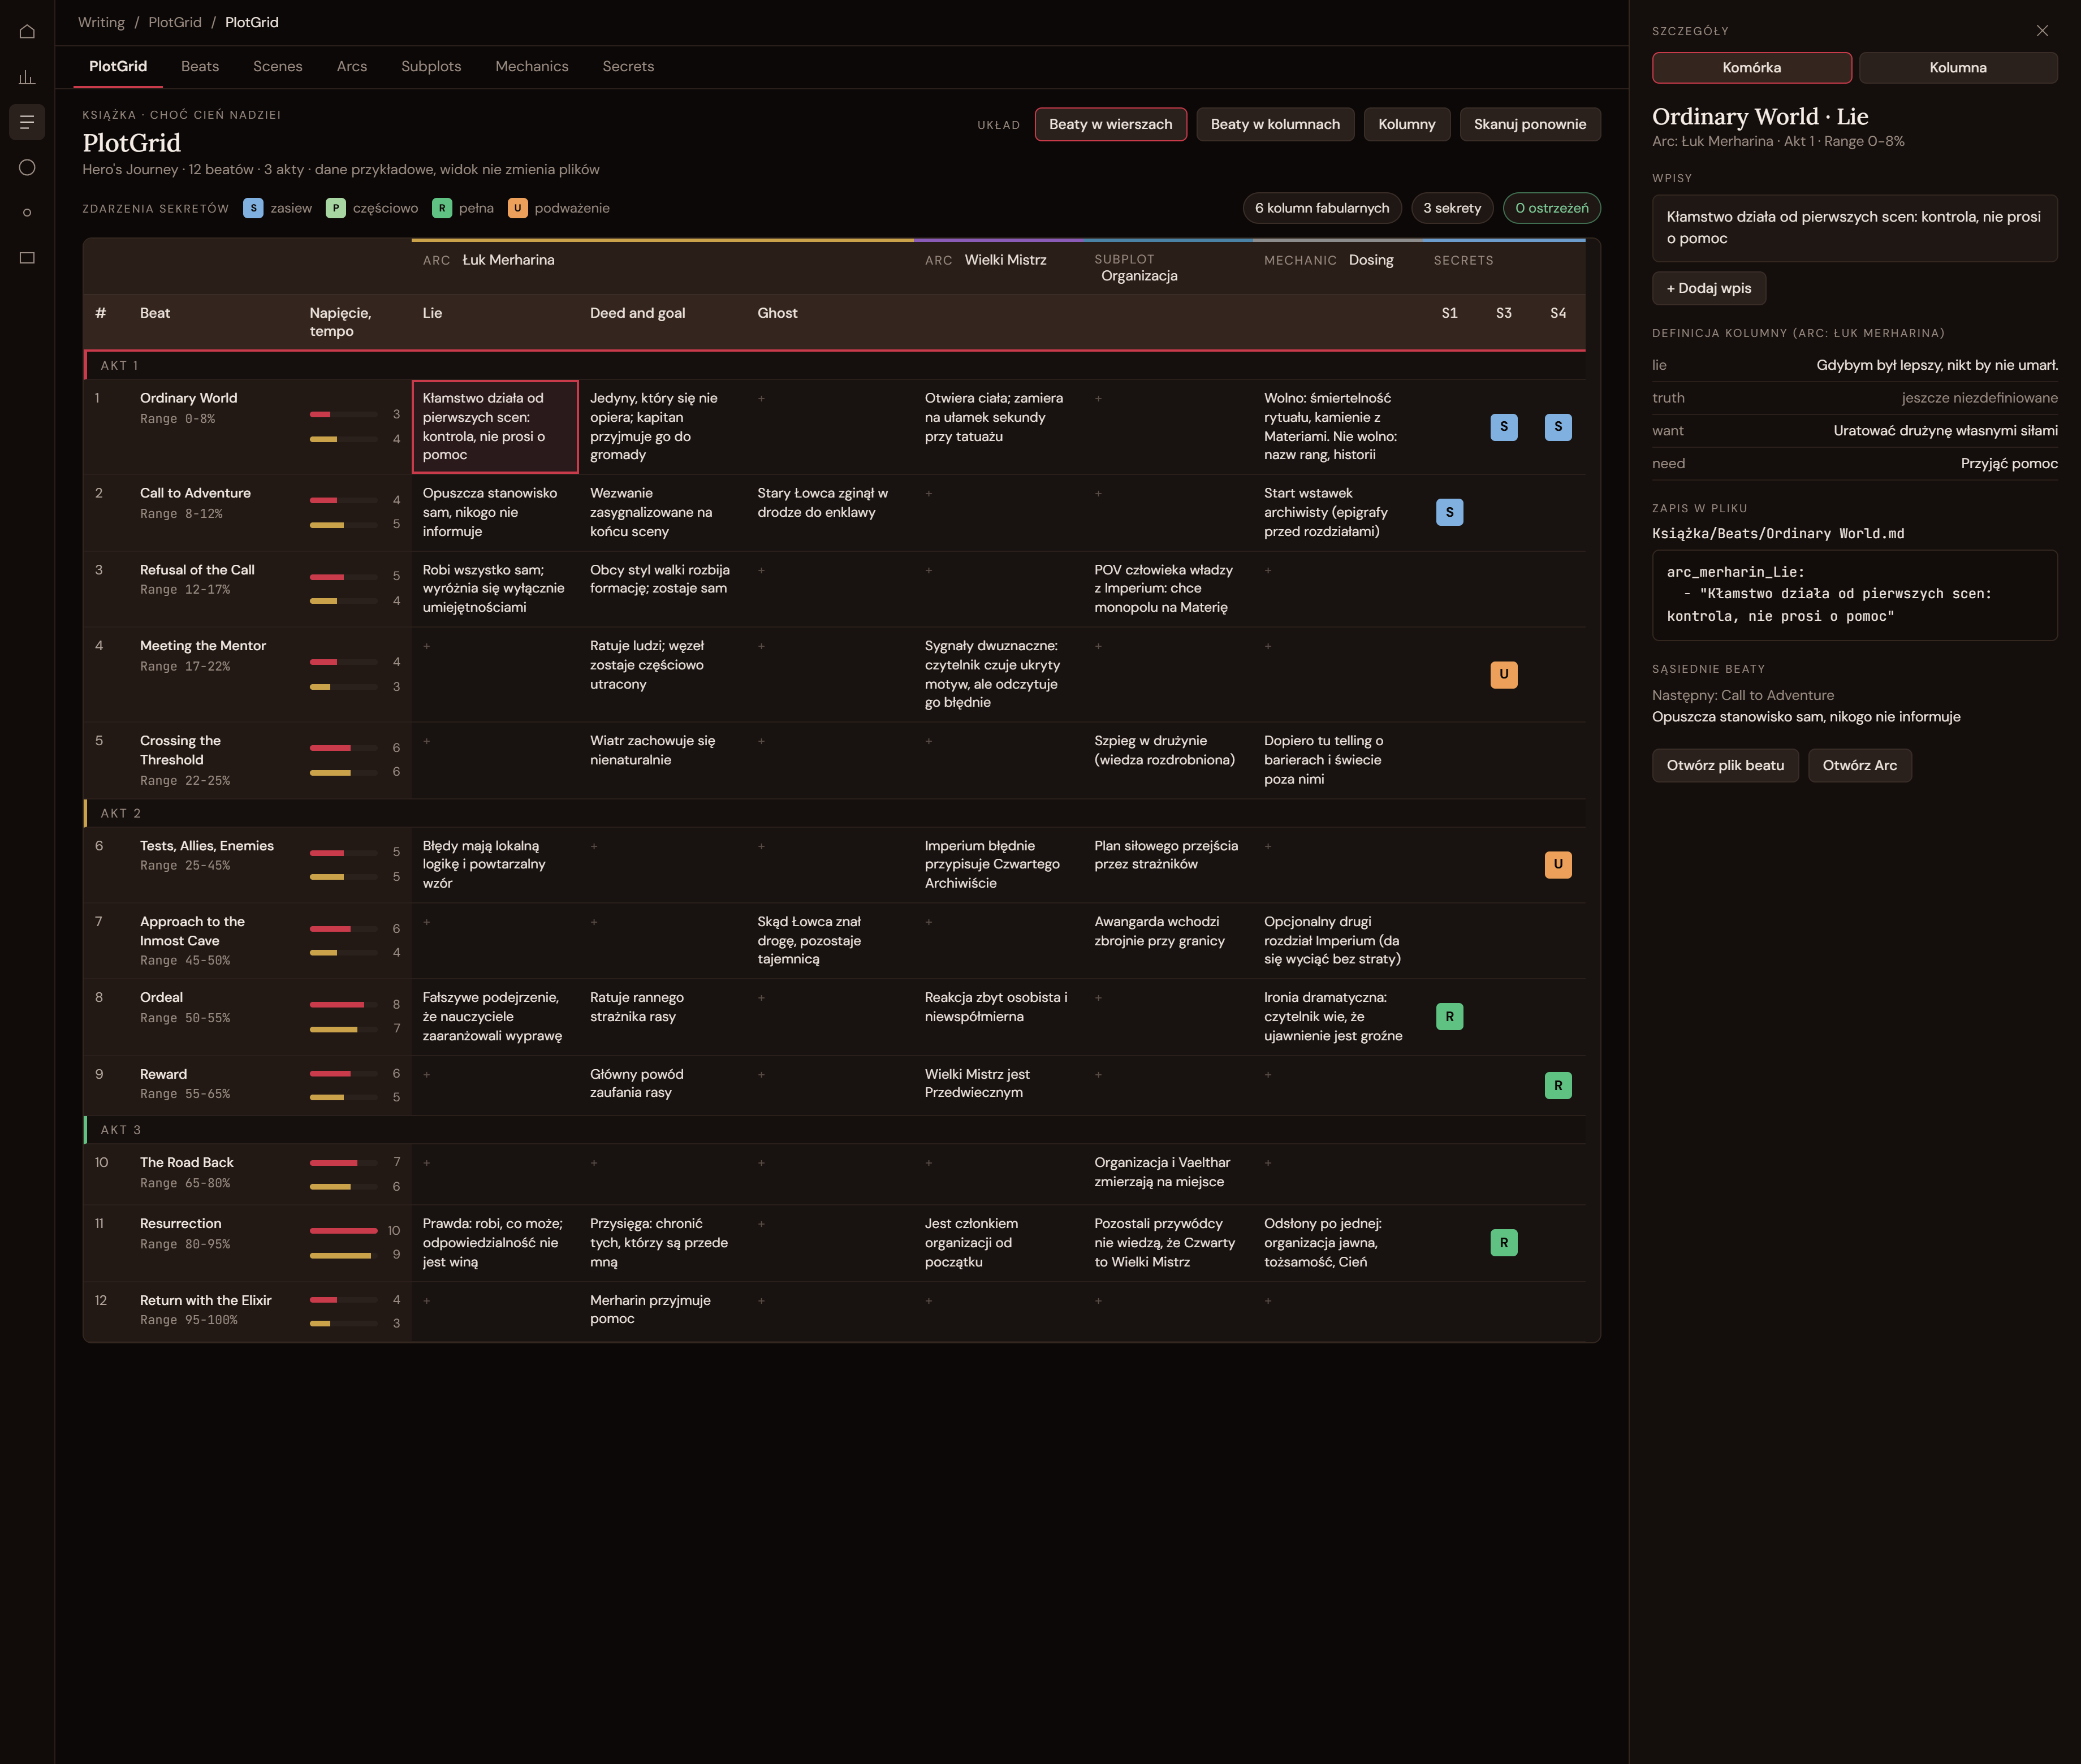 Writing / PlotGrid / PlotGrid
PlotGrid Beats Scenes Arcs Subplots Mechanics Secrets
KSIĄŻKA · CHOĆ CIEŃ NADZIEI
PlotGrid
Hero's Journey · 12 beatów · 3 akty · dane przykładowe, widok nie zmienia plików
UKŁAD Beaty w wierszach Beaty w kolumnach Kolumny Skanuj ponownie
ZDARZENIA SEKRETÓW S zasiew P częściowo R pełna U podważenie
6 kolumn fabularnych 3 sekrety 0 ostrzeżeń
ARC Łuk Merharina
ARC Wielki Mistrz
SUBPLOT
Organizacja
MECHANIC Dosing
SECRETS
# Beat
Napięcie,
tempo
Lie
Deed and goal
Ghost
S1 S3 S4
AKT 1
1
Ordinary World
Range 0-8%
3
4
Kłamstwo działa od
pierwszych scen:
kontrola, nie prosi o
pomoc
Jedyny, który się nie
opiera; kapitan
przyjmuje go do
gromady
+
Otwiera ciała; zamiera
na ułamek sekundy
przy tatuażu
+
Wolno: śmiertelność
rytuału, kamienie z
Materiami. Nie wolno:
nazw rang, historii
S
S
2
Call to Adventure
Range 8-12%
4
5
Opuszcza stanowisko
sam, nikogo nie
informuje
Wezwanie
zasygnalizowane na
końcu sceny
Stary Łowca zginął w
drodze do enklawy
+
+
Start wstawek
archiwisty (epigrafy
przed rozdziałami)
S
3
Refusal of the Call
Range 12-17%
5
4
Robi wszystko sam;
wyróżnia się wyłącznie
umiejętnościami
Obcy styl walki rozbija
formację; zostaje sam
+
+
POV człowieka władzy
z Imperium: chce
monopolu na Materię
+
4
Meeting the Mentor
Range 17-22%
4
3
+
Ratuje ludzi; węzeł
zostaje częściowo
utracony
+
Sygnały dwuznaczne:
czytelnik czuje ukryty
motyw, ale odczytuje
go błędnie
+
+
U
5
Crossing the
Threshold
Range 22-25%
6
6
+
Wiatr zachowuje się
nienaturalnie
+
+
Szpieg w drużynie
(wiedza rozdrobniona)
Dopiero tu telling o
barierach i świecie
poza nimi
AKT 2
6
Tests, Allies, Enemies
Range 25-45%
5
5
Błędy mają lokalną
logikę i powtarzalny
wzór
+
+
Imperium błędnie
przypisuje Czwartego
Archiwiście
Plan siłowego przejścia
przez strażników
+
U
7
Approach to the
Inmost Cave
Range 45-50%
6
4
+
+
Skąd Łowca znał
drogę, pozostaje
tajemnicą
+
Awangarda wchodzi
zbrojnie przy granicy
Opcjonalny drugi
rozdział Imperium (da
się wyciąć bez straty)
8
Ordeal
Range 50-55%
8
7
Fałszywe podejrzenie,
że nauczyciele
zaaranżowali wyprawę
Ratuje rannego
strażnika rasy
+
Reakcja zbyt osobista i
niewspółmierna
+
Ironia dramatyczna:
czytelnik wie, że
ujawnienie jest groźne
R
9
Reward
Range 55-65%
6
5
+
Główny powód
zaufania rasy
+
Wielki Mistrz jest
Przedwiecznym
+
+
R
AKT 3
10
The Road Back
Range 65-80%
7
6
+
+
+
+
Organizacja i Vaelthar
zmierzają na miejsce
+
11
Resurrection
Range 80-95%
10
9
Prawda: robi, co może;
odpowiedzialność nie
jest winą
Przysięga: chronić
tych, którzy są przede
mną
+
Jest członkiem
organizacji od
początku
Pozostali przywódcy
nie wiedzą, że Czwarty
to Wielki Mistrz
Odsłony po jednej:
organizacja jawna,
tożsamość, Cień
R
12
Return with the Elixir
Range 95-100%
4
3
+
Merharin przyjmuje
pomoc
+
+
+
+
SZCZEGÓŁY
Komórka Kolumna
Ordinary World · Lie
Arc: Łuk Merharina · Akt 1 · Range 0-8%
WPISY
Kłamstwo działa od pierwszych scen: kontrola, nie prosi
o pomoc
+ Dodaj wpis
DEFINICJA KOLUMNY (ARC: ŁUK MERHARINA)
lie Gdybym był lepszy, nikt by nie umarł.
truth jeszcze niezdefiniowane
want Uratować drużynę własnymi siłami
need Przyjąć pomoc
ZAPIS W PLIKU
Książka/Beats/Ordinary World.md
arc_merharin_Lie:
- "Kłamstwo działa od pierwszych scen:
kontrola, nie prosi o pomoc"
SĄSIEDNIE BEATY
Następny: Call to Adventure
Opuszcza stanowisko sam, nikogo nie informuje
Otwórz plik beatu Otwórz Arc